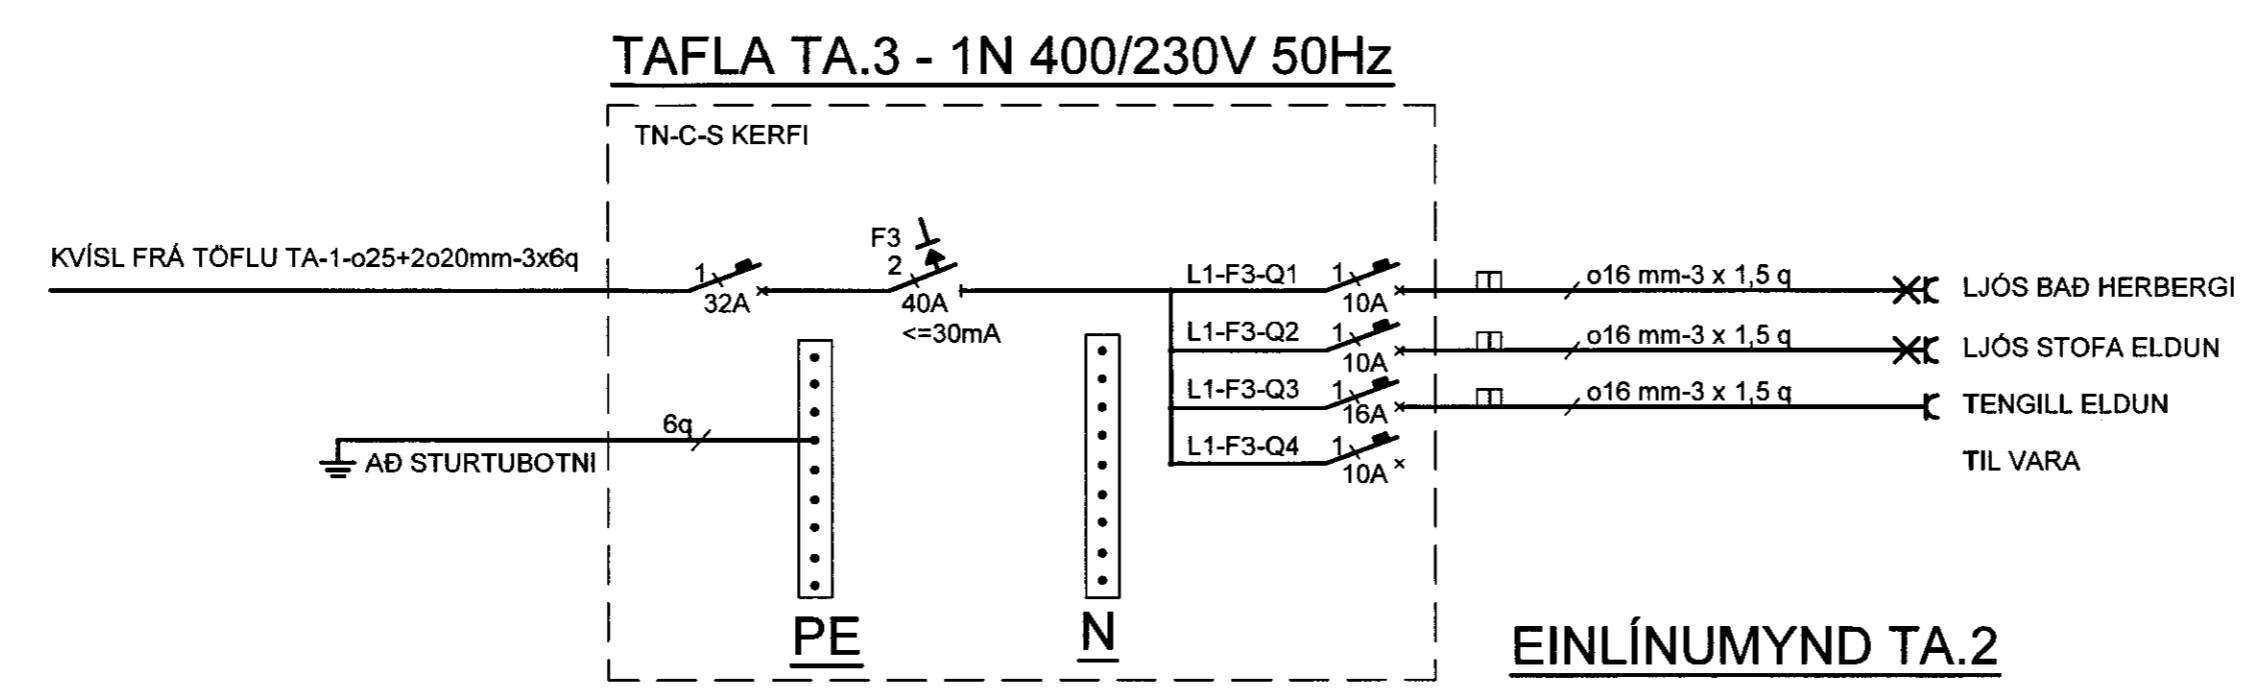 TAFLA TA.3 - 1N 400/230V 50Hz
TN-C-S KERFI
KVÍSL FRÁ TÖFLU TA-1-o25+2o20mm-3x6q
1
32A
F3
2
40A
<=30mA
L1-F3-Q1
1
10A
o16 mm-3 x 1,5 q
LJÓS BAÐ HERBERGI
L1-F3-Q2
1
10A
o16 mm-3 x 1,5 q
LJÓS STOFA ELDUN
L1-F3-Q3
1
16A
o16 mm-3 x 1,5 q
TENGILL ELDUN
L1-F3-Q4
1
10A
TIL VARA
6q
AÐ STURTUBOTNI
PE
N
EINLÍNUMYND TA.2